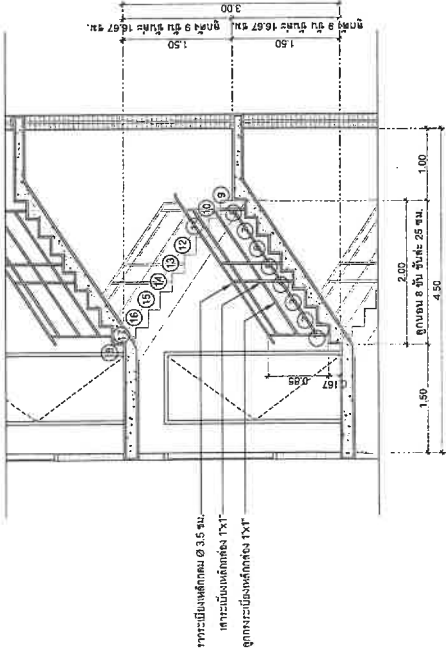 3.00
1.50
1.50
ลูกตั้ง 9 ขั้น ขั้นละ 16.67 ซม.
ลูกตั้ง 9 ขั้น ขั้นละ 16.67 ซม.
17
16
15
14
13
12
10
9
0.85
.167
ราวระเบียงเหล็กกลม Ø 3.5 ซม.
เสาระเบียงเหล็กกล่อง 1"x1"
ลูกกรงระเบียงเหล็กกล่อง 1"x1"
1.50
2.00
1.00
ลูกนอน 8 ขั้น ขั้นละ 25 ซม.
4.50